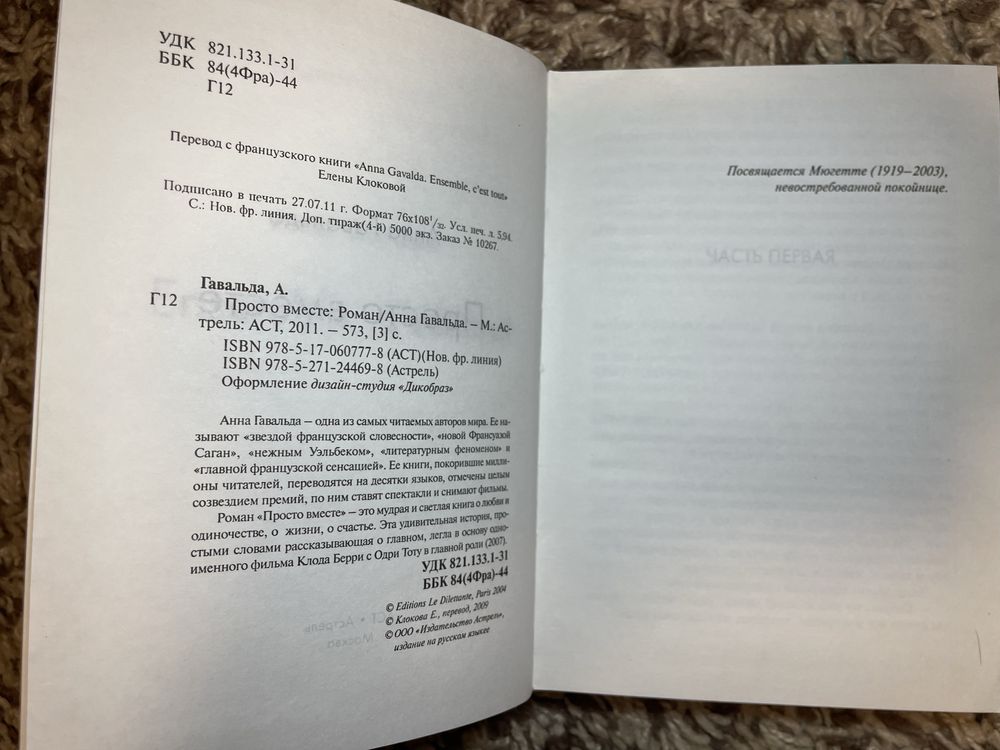 УДК 821.133.1-31
ББК 84(4Фра)-44
Г12
Перевод с французского книги «Anna Gavalda. Ensemble, c'est tout»
Елены Клоковой
Подписано в печать 27.07.11 г. Формат 76х108¹/₃₂. Усл. печ. л. 5,94.
С.: Нов. фр. линия. Доп. тираж(4-й) 5000 экз. Заказ № 10267.
Гавальда, А.
Г12 Просто вместе: Роман/Анна Гавальда. – М.: Ас-
трель: АСТ, 2011. – 573, [3] с.
ISBN 978-5-17-060777-8 (АСТ)(Нов. фр. линия)
ISBN 978-5-271-24469-8 (Астрель)
Оформление дизайн-студия «Дикобраз»
Анна Гавальда – одна из самых читаемых авторов мира. Ее на-
зывают «звездой французской словесности», «новой Франсуазой
Саган», «нежным Уэльбеком», «литературным феноменом» и
«главной французской сенсацией». Ее книги, покорившие милли-
оны читателей, переводятся на десятки языков, отмечены целым
созвездием премий, по ним ставят спектакли и снимают фильмы.
Роман «Просто вместе» – это мудрая и светлая книга о любви и
одиночестве, о жизни, о счастье. Эта удивительная история, про-
стыми словами рассказывающая о главном, легла в основу одно-
именного фильма Клода Берри с Одри Тоту в главной роли (2007).
УДК 821.133.1-31
ББК 84(4Фра)-44
© Editions Le Dilettante, Paris 2004
© Клокова Е., перевод, 2009
© ООО «Издательство Астрель»,
издание на русском языкее
Посвящается Мюгетте (1919–2003),
невостребованной покойнице.
ЧАСТЬ ПЕРВАЯ